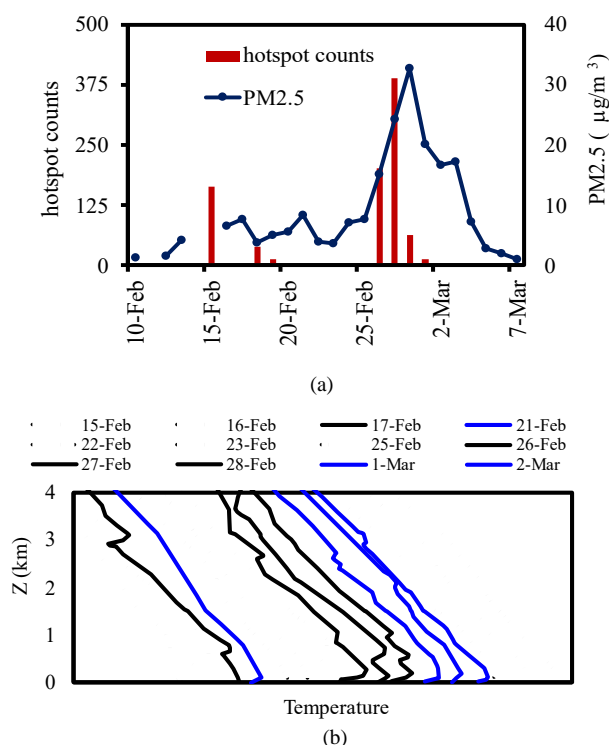 (a)
500
40
hotspot counts
375
30
PM2.5
hotspot counts
PM2.5 ( µg/m 3)
250
20
125
10
0
0
10-Feb
15-Feb
20-Feb
25-Feb
2-Mar
7-Mar
(a)
15-Feb 16-Feb 17-Feb 21-Feb
22-Feb 23-Feb 25-Feb 26-Feb
27-Feb 28-Feb 1-Mar 2-Mar
4
3
Z (km)
2
1
0
Temperature
(b)